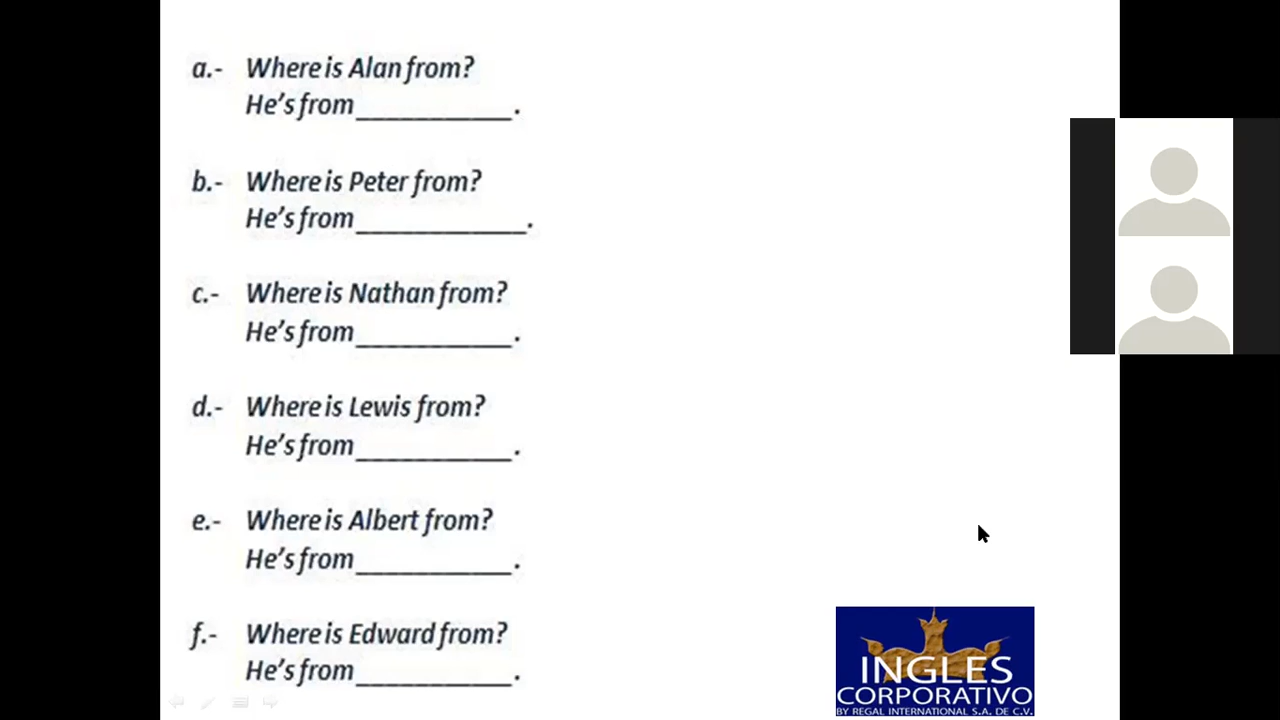 a.- Where is Alan from?
He's from ___________.
b.- Where is Peter from?
He's from ____________.
c.- Where is Nathan from?
He's from ___________.
d.- Where is Lewis from?
He's from ___________.
e.- Where is Albert from?
He's from ___________.
f.- Where is Edward from?
He's from ___________.
INGLES
CORPORATIVO
BY REGAL INTERNATIONAL S.A. DE C.V.